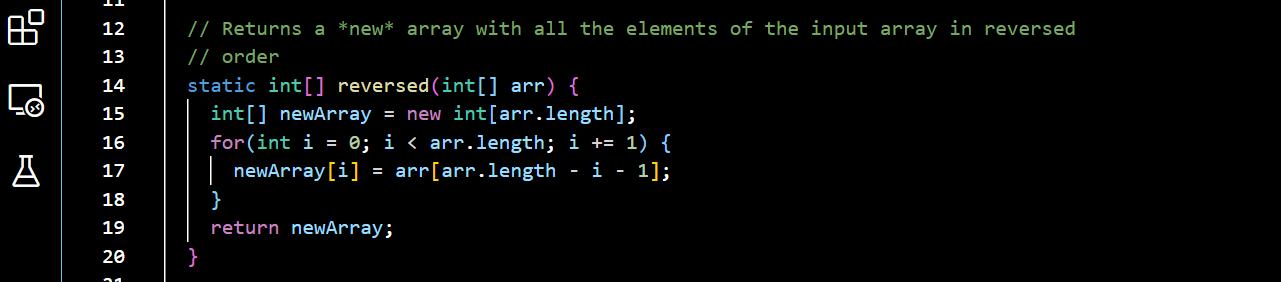 11
12 // Returns a *new* array with all the elements of the input array in reversed
13 // order
14 static int[] reversed(int[] arr) {
15 int[] newArray = new int[arr.length];
16 for(int i = 0; i < arr.length; i += 1) {
17 newArray[i] = arr[arr.length - i - 1];
18 }
19 return newArray;
20 }
21